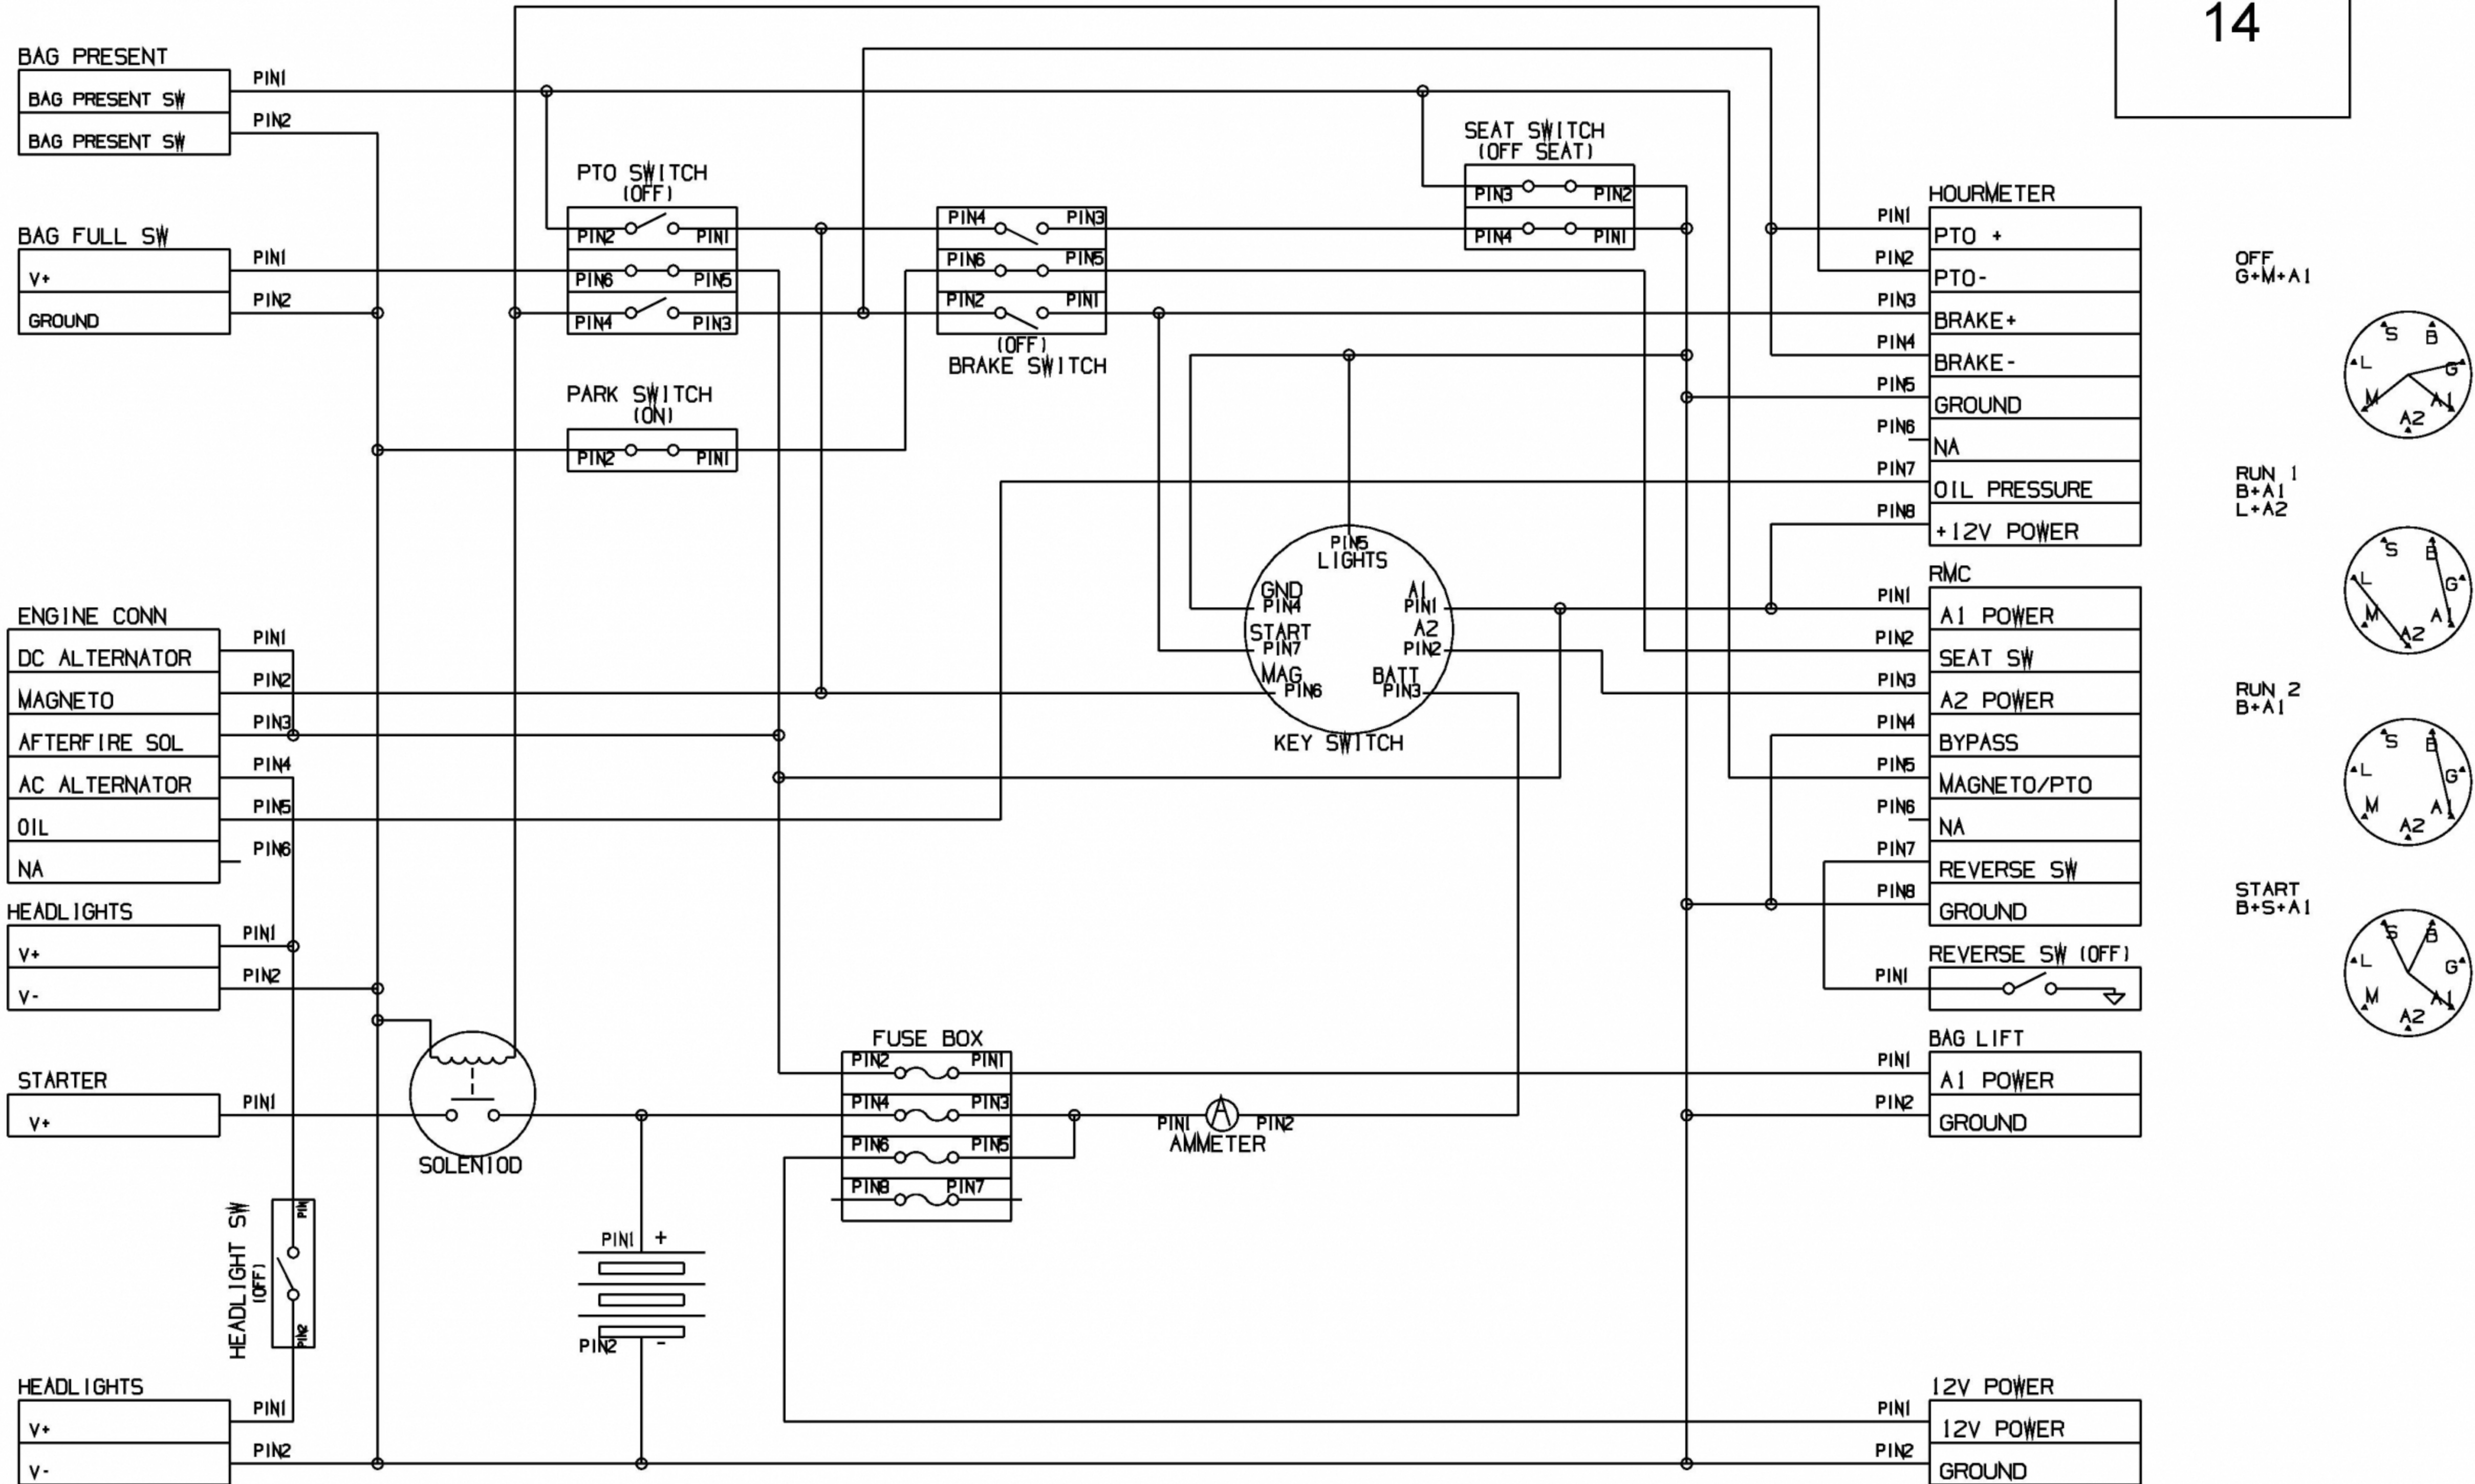 14
BAG PRESENT
PIN1
BAG PRESENT SW
PIN2
BAG PRESENT SW
BAG FULL SW
PIN1
V+
PIN2
GROUND
PTO SWITCH
(OFF)
PIN2 PIN1
PIN6 PIN5
PIN4 PIN3
PARK SWITCH
(ON)
PIN2 PIN1
PIN4 PIN3
PIN6 PIN5
PIN2 PIN1
(OFF)
BRAKE SWITCH
SEAT SWITCH
(OFF SEAT)
PIN3 PIN2
PIN4 PIN1
HOURMETER
PIN1
PTO +
PIN2
PTO-
PIN3
BRAKE+
PIN4
BRAKE-
PIN5
GROUND
PIN6
NA
PIN7
OIL PRESSURE
PIN8
+12V POWER
RMC
PIN1
A1 POWER
PIN2
SEAT SW
PIN3
A2 POWER
PIN4
BYPASS
PIN5
MAGNETO/PTO
PIN6
NA
PIN7
REVERSE SW
PIN8
GROUND
REVERSE SW (OFF)
PIN1
BAG LIFT
PIN1
A1 POWER
PIN2
GROUND
12V POWER
PIN1
12V POWER
PIN2
GROUND
ENGINE CONN
PIN1
DC ALTERNATOR
PIN2
MAGNETO
PIN3
AFTERFIRE SOL
PIN4
AC ALTERNATOR
PIN5
OIL
PIN6
NA
HEADLIGHTS
PIN1
V+
PIN2
V-
STARTER
PIN1
V+
SOLENIOD
HEADLIGHT SW
(OFF)
PIN1
PIN2
HEADLIGHTS
PIN1
V+
PIN2
V-
PIN1 +
PIN2 -
FUSE BOX
PIN2 PIN1
PIN4 PIN3
PIN6 PIN5
PIN8 PIN7
A
PIN1 PIN2
AMMETER
PIN5
LIGHTS
GND
PIN4
START
PIN7
MAG
PIN6
A1
PIN1
A2
PIN2
BATT
PIN3
KEY SWITCH
OFF
G+M+A1
S B
L G
M A1
A2
RUN 1
B+A1
L+A2
S B
L G
M A1
A2
RUN 2
B+A1
S B
L G
M A1
A2
START
B+S+A1
S B
L G
M A1
A2